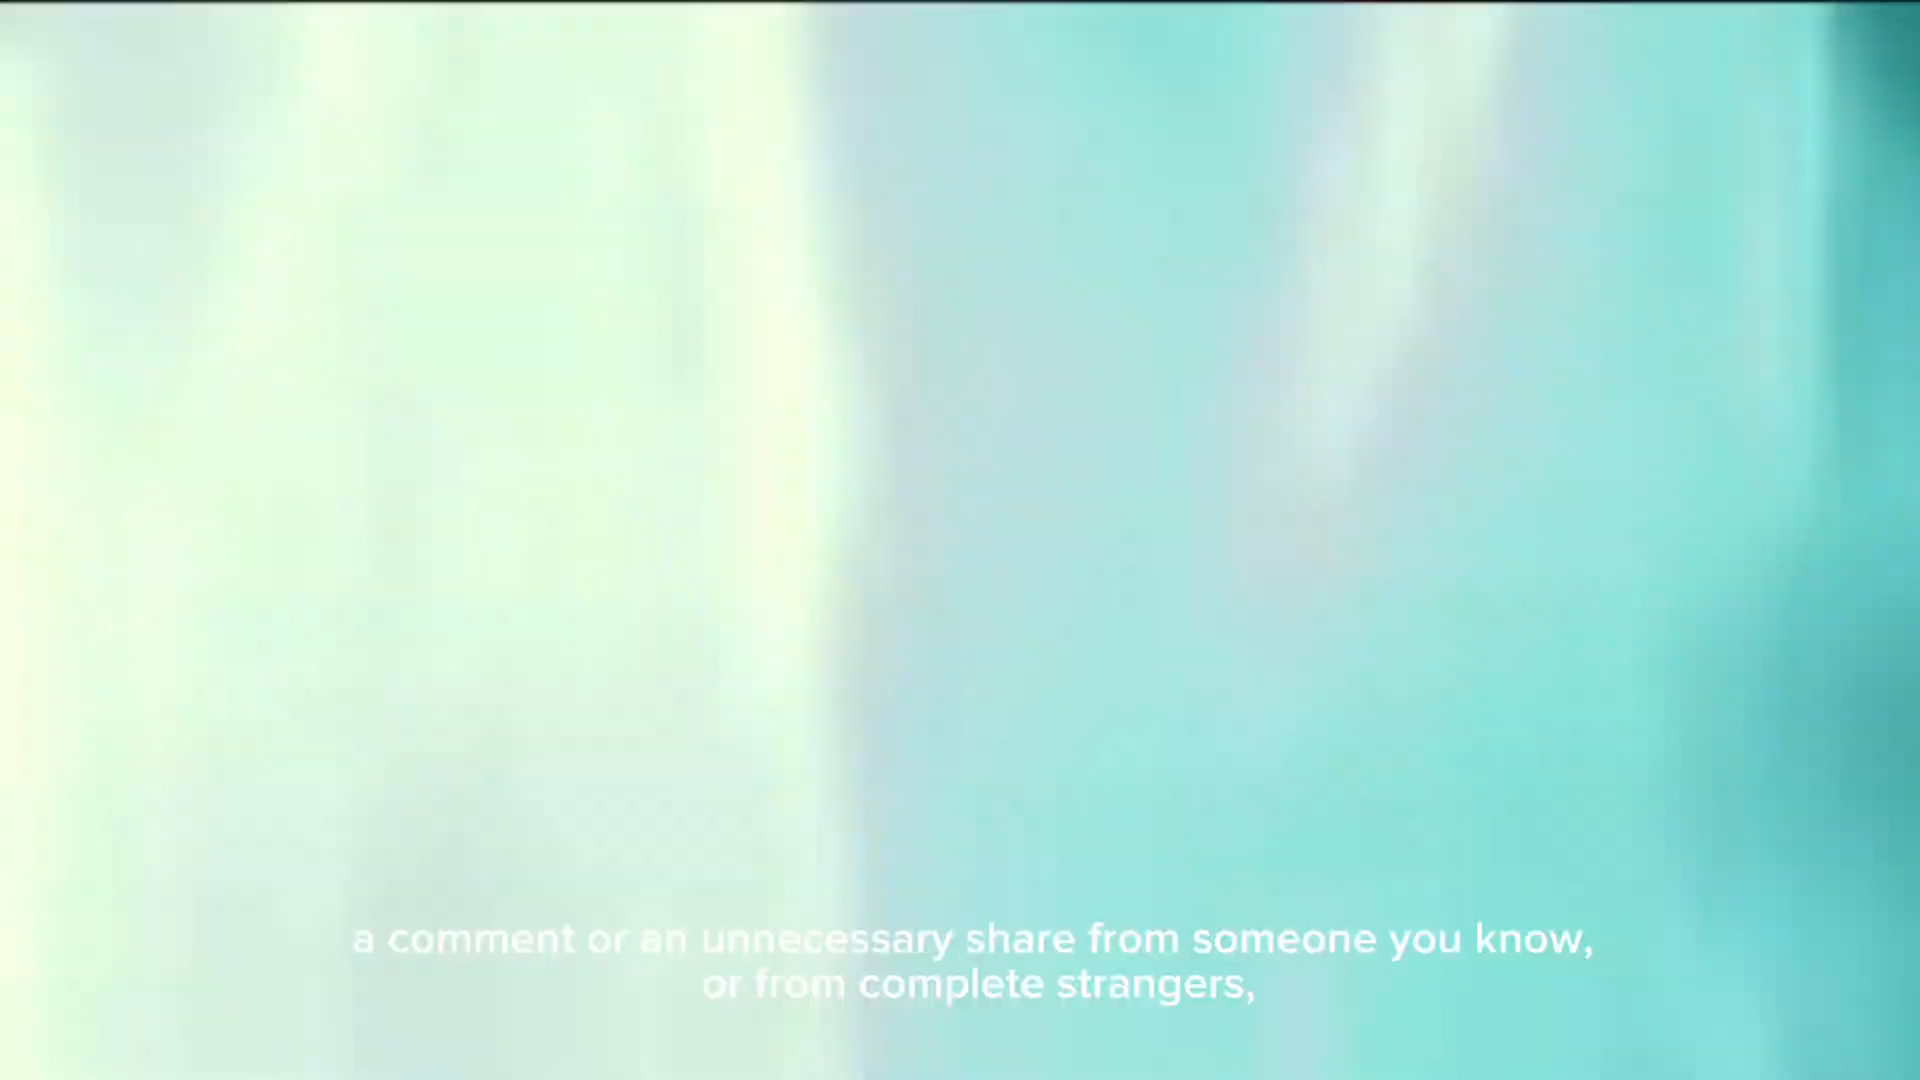 a comment or an unnecessary share from someone you know,
or from complete strangers,